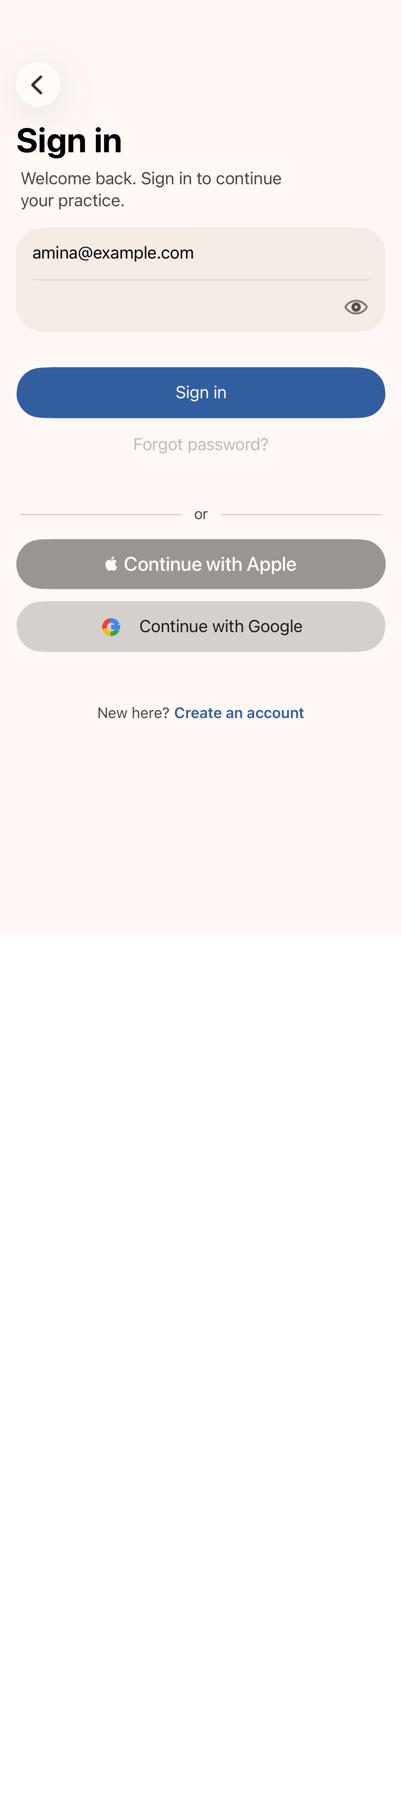 Sign in
Welcome back. Sign in to continue
your practice.
amina@example.com
Sign in
Forgot password?
or
Continue with Apple
Continue with Google
New here? Create an account